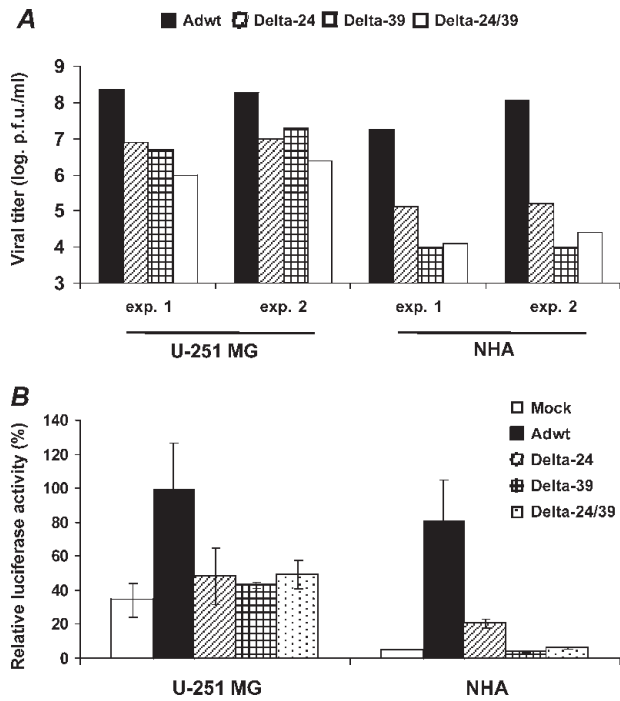 A
Adwt Delta-24 Delta-39 Delta-24/39
Viral titer (log. p.f.u./ml)
9
8
7
6
5
4
3
exp. 1 exp. 2 exp. 1 exp. 2
U-251 MG NHA
B
Relative luciferase activity (%)
140
120
100
80
60
40
20
0
Mock
Adwt
Delta-24
Delta-39
Delta-24/39
U-251 MG NHA